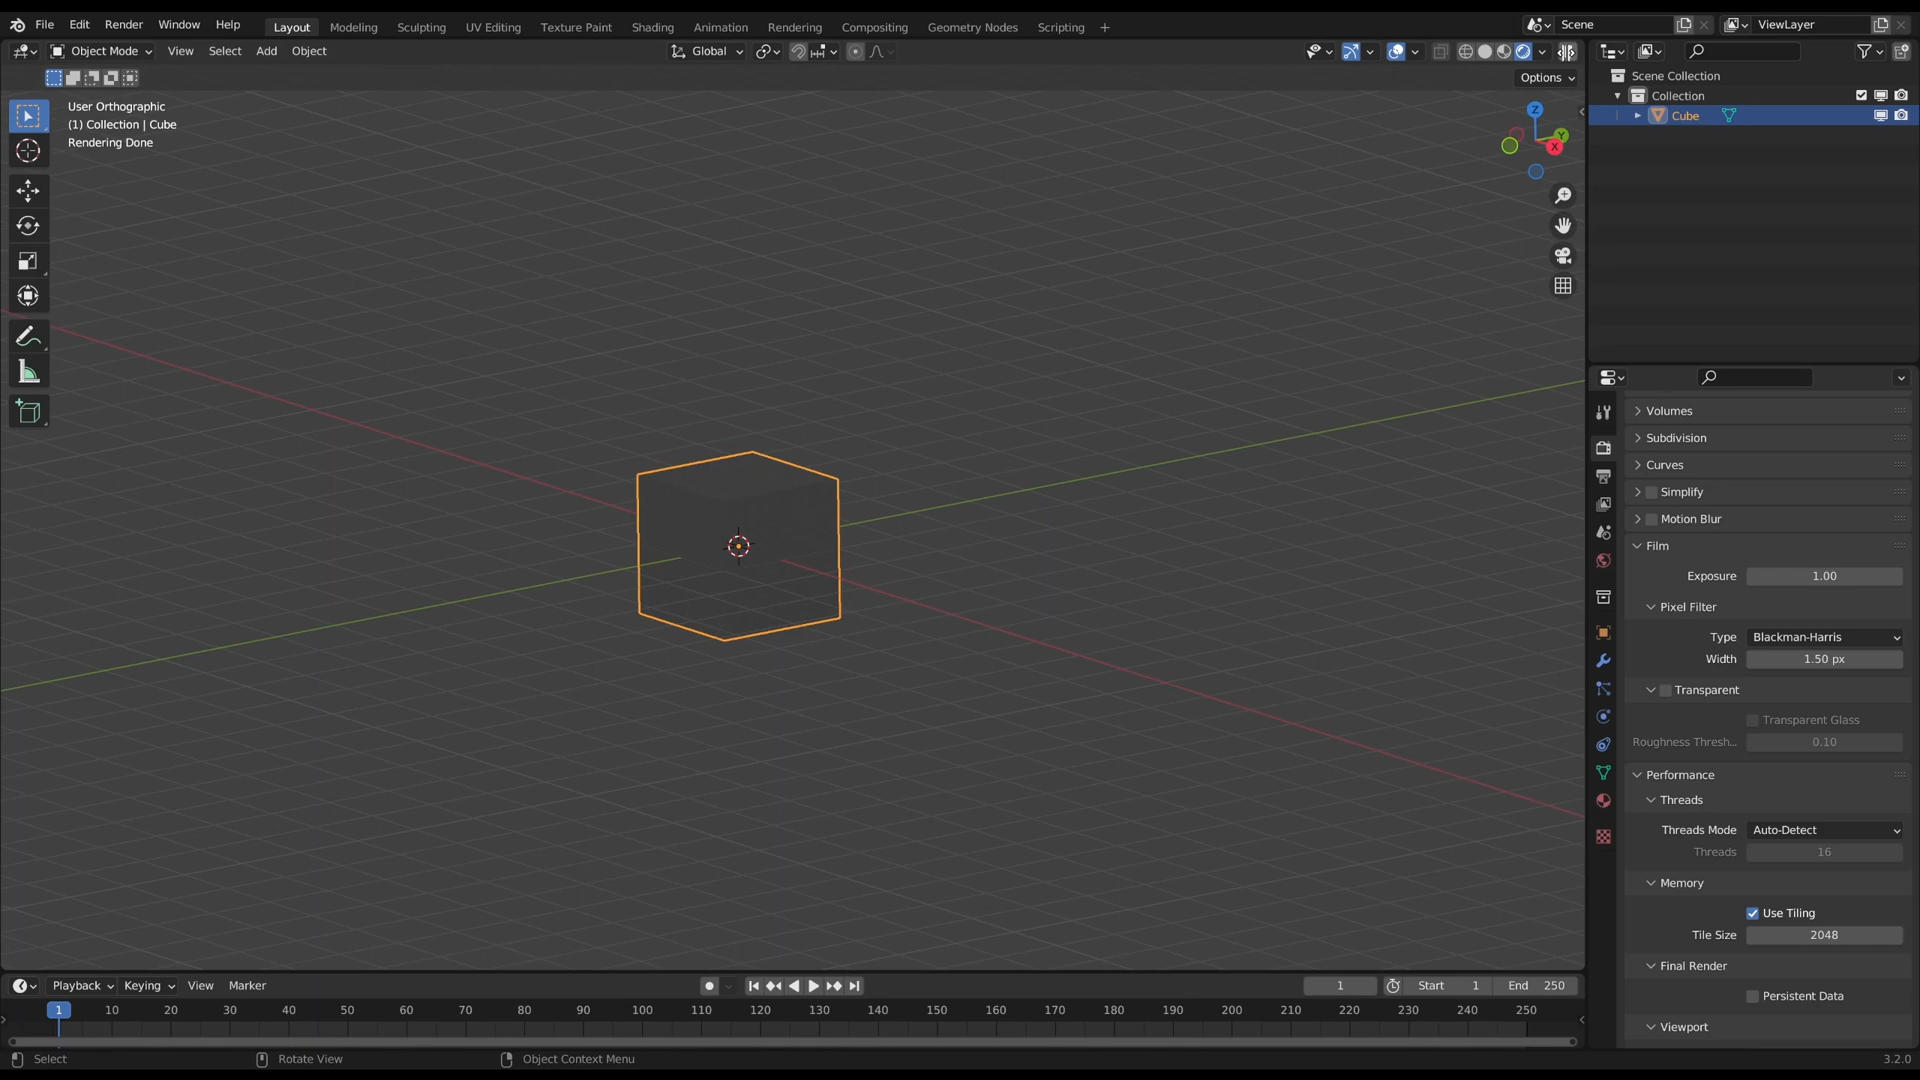 File Edit Render Window Help Layout Modeling Sculpting UV Editing Texture Paint Shading Animation Rendering Compositing Geometry Nodes Scripting + Scene ViewLayer
Object Mode View Select Add Object Global
Options
User Orthographic
(1) Collection | Cube
Rendering Done
Z
Y
X
Scene Collection
Collection
Cube
Volumes
Subdivision
Curves
Simplify
Motion Blur
Film
Exposure 1.00
Pixel Filter
Type Blackman-Harris
Width 1.50 px
Transparent
Transparent Glass
Roughness Thresh... 0.10
Performance
Threads
Threads Mode Auto-Detect
Threads 16
Memory
Use Tiling
Tile Size 2048
Final Render
Persistent Data
Viewport
Playback Keying View Marker 1 Start 1 End 250
1 10 20 30 40 50 60 70 80 90 100 110 120 130 140 150 160 170 180 190 200 210 220 230 240 250
Select Rotate View Object Context Menu 3.2.0